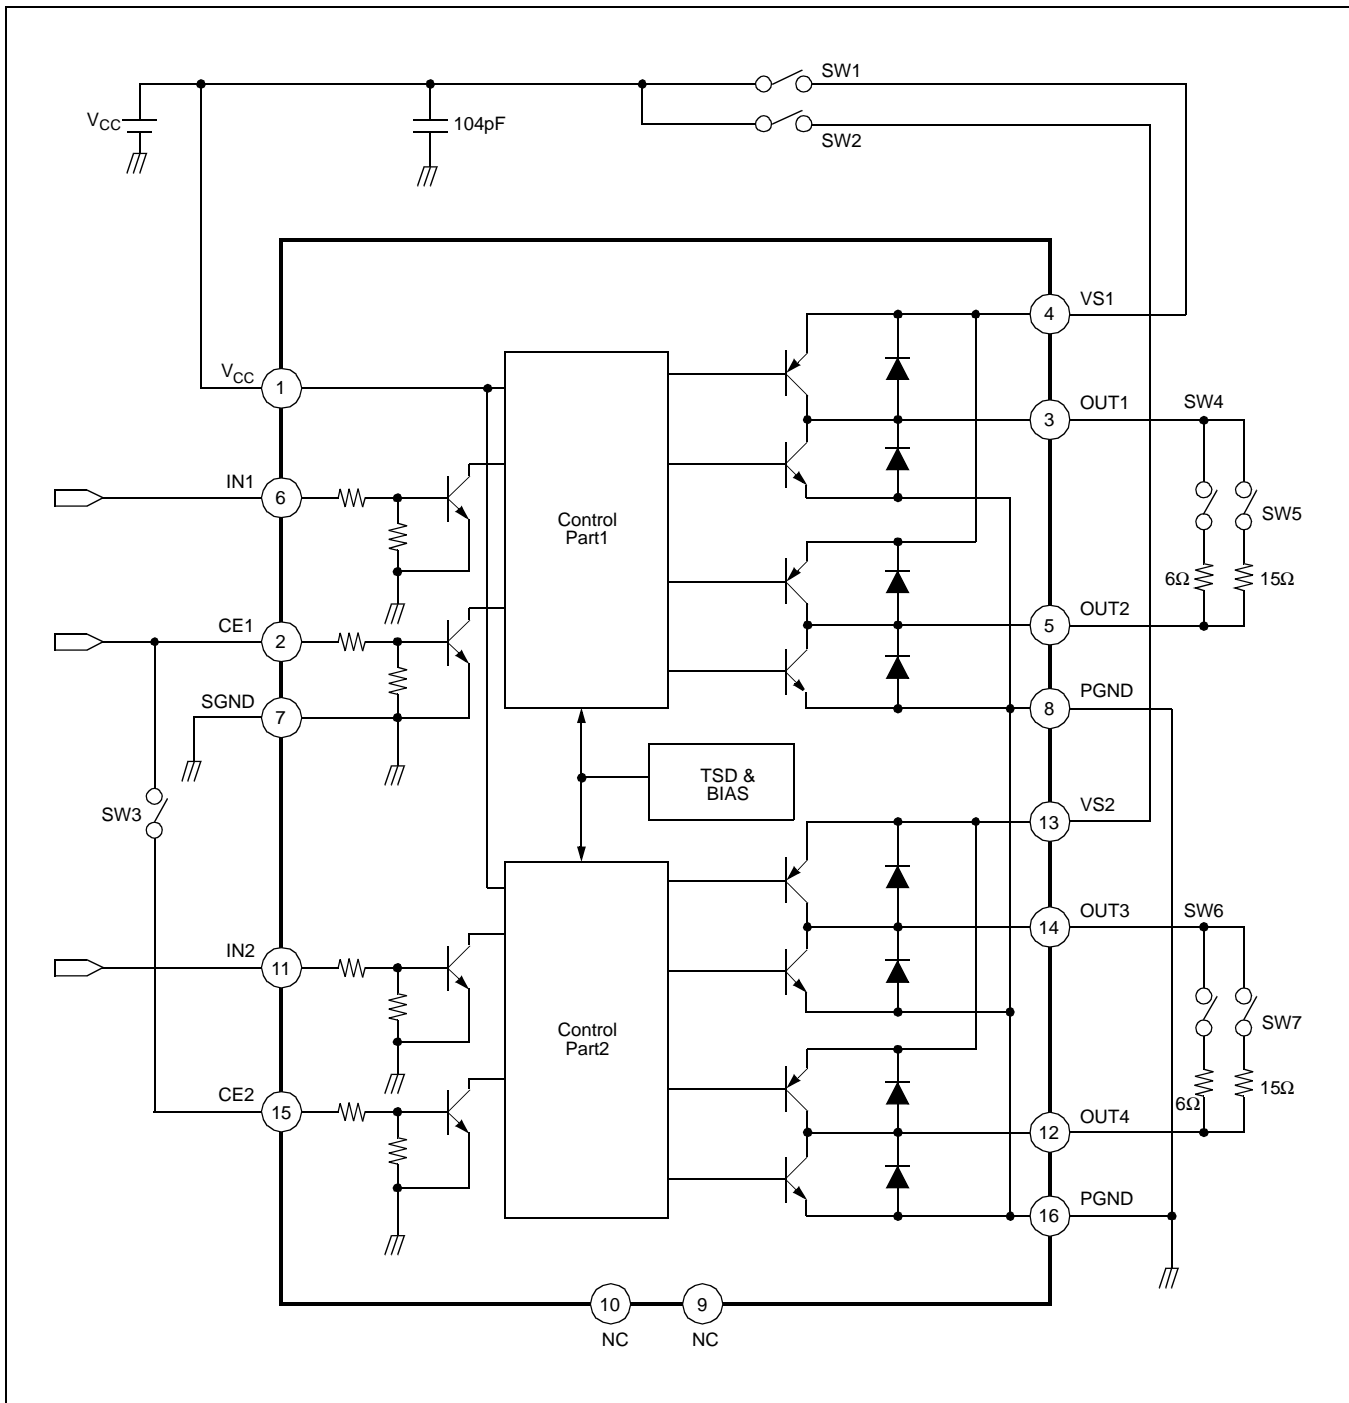 SW1
VCC
104pF
SW2
VS1
4
VCC
1
OUT1
SW4
3
IN1
6
SW5
Control
Part1
6Ω
15Ω
CE1
2
OUT2
5
SGND
7
PGND
8
TSD &
BIAS
SW3
VS2
13
OUT3
SW6
14
IN2
11
SW7
Control
Part2
6Ω
15Ω
CE2
15
OUT4
12
PGND
16
10
9
NC
NC